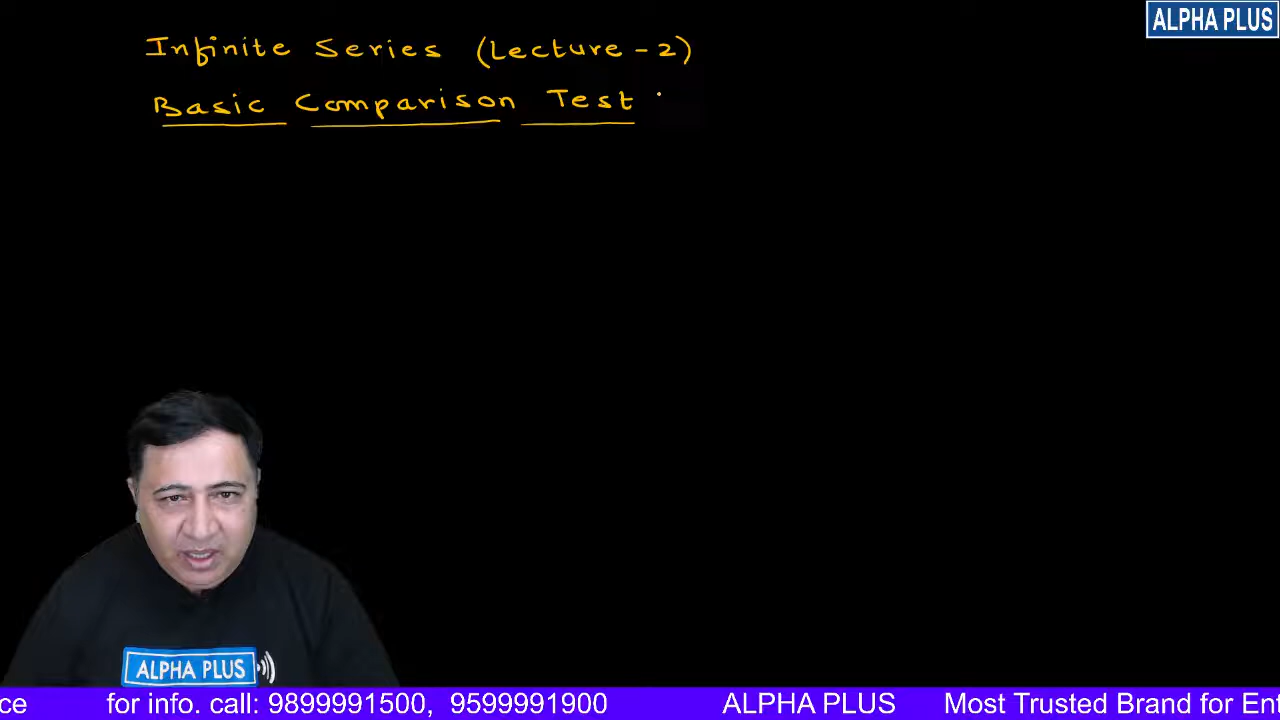 ALPHA PLUS
Infinite Series (Lecture - 2)
Basic Comparison Test
ALPHA PLUS
ce for info. call: 9899991500, 9599991900 ALPHA PLUS Most Trusted Brand for Ent